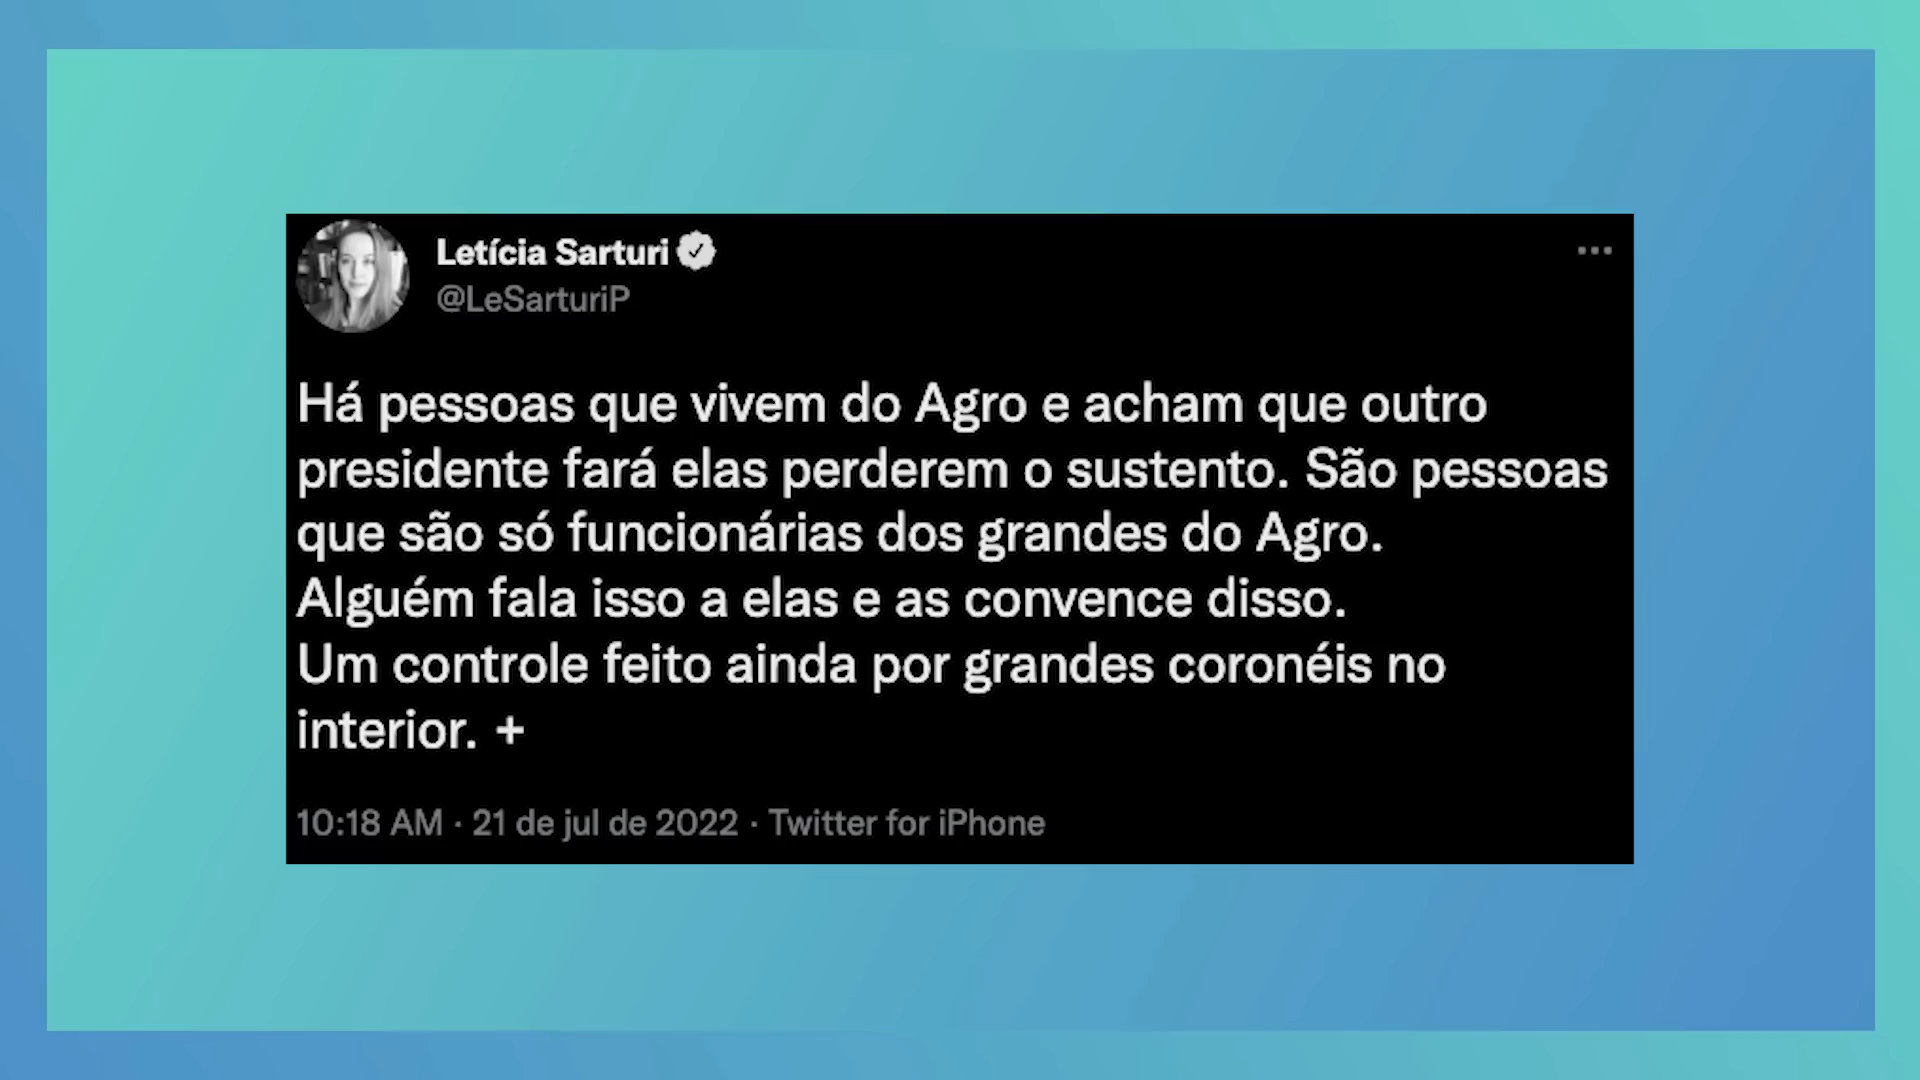 Letícia Sarturi
@LeSarturiP
Há pessoas que vivem do Agro e acham que outro
presidente fará elas perderem o sustento. São pessoas
que são só funcionárias dos grandes do Agro.
Alguém fala isso a elas e as convence disso.
Um controle feito ainda por grandes coronéis no
interior. +
10:18 AM · 21 de jul de 2022 · Twitter for iPhone